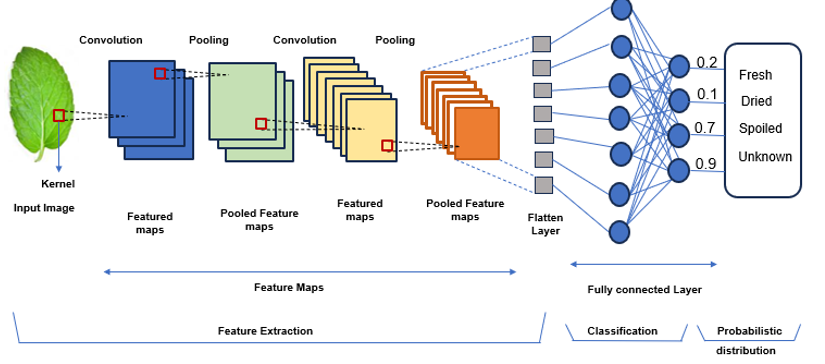 Convolution
Pooling
Convolution
Pooling
Kernel
Input Image
Featured
maps
Pooled Feature
maps
Featured
maps
Pooled Feature
maps
Flatten
Layer
0.2
0.1
0.7
0.9
Fresh
Dried
Spoiled
Unknown
Feature Maps
Fully connected Layer
Feature Extraction
Classification
Probabilistic
distribution